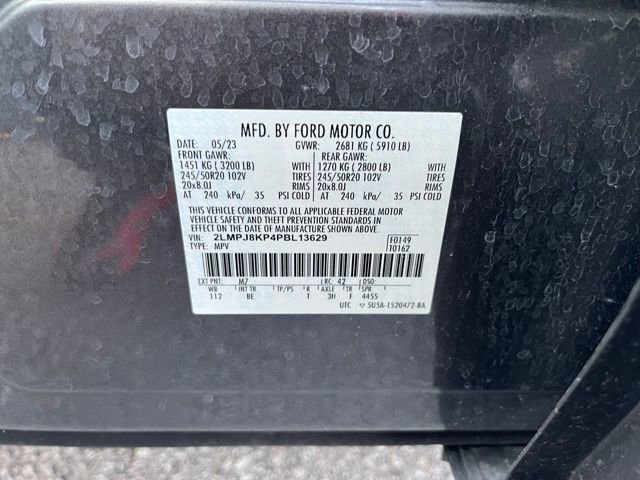 MFD. BY FORD MOTOR CO.
DATE: 05/23 GVWR: 2681 KG ( 5910 LB)
FRONT GAWR: REAR GAWR:
1451 KG ( 3200 LB) WITH 1270 KG ( 2800 LB) WITH
245/50R20 102V TIRES 245/50R20 102V TIRES
20x8.0J RIMS 20x8.0J RIMS
AT 240 kPa/ 35 PSI COLD AT 240 kPa/ 35 PSI COLD
THIS VEHICLE CONFORMS TO ALL APPLICABLE FEDERAL MOTOR
VEHICLE SAFETY AND THEFT PREVENTION STANDARDS IN
EFFECT ON THE DATE OF MANUFACTURE SHOWN ABOVE.
VIN: 2LMPJ8KP4PBL13629 F0149
TYPE: MPV T0162
EXT PNT: M7 RC: 42 DSO:
WB INT TR TP/PS R AXLE TR SPR
112 BE T 3H F 4455
UTC 5U5A-1520472-BA